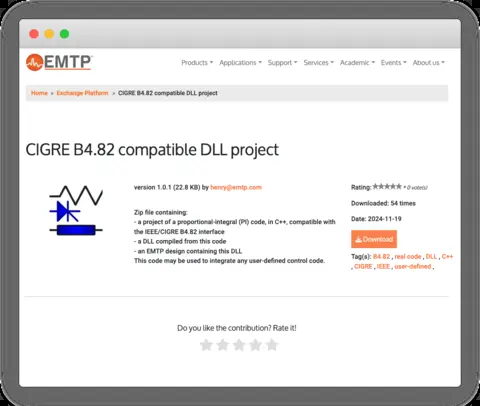 EMTP
Products Applications Support Services Academic Events About us
Home » Exchange Platform » CIGRE B4.82 compatible DLL project
CIGRE B4.82 compatible DLL project
version 1.0.1 (22.8 KB) by henry@emtp.com
Zip file containing:
- a project of a proportional-integral (PI) code, in C++, compatible with
the IEEE/CIGRE B4.82 interface
- a DLL compiled from this code
- an EMTP design containing this DLL
This code may be used to integrate any user-defined control code.
Rating: ★★★★★ • 0 vote(s)
Downloaded: 54 times
Date: 2024-11-19
Download
Tag(s): B4.82 , real code , DLL , C++
, CIGRE , IEEE , user-defined ,
Do you like the contribution? Rate it!